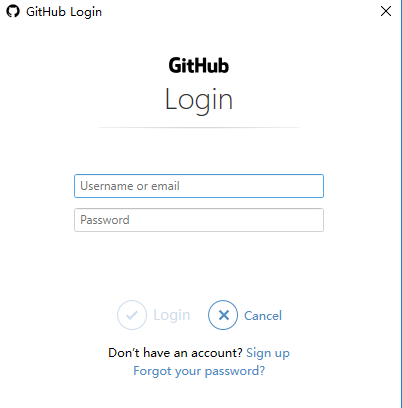 GitHub Login
GitHub
Login
Username or email
Password
Login Cancel
Don't have an account? Sign up
Forgot your password?